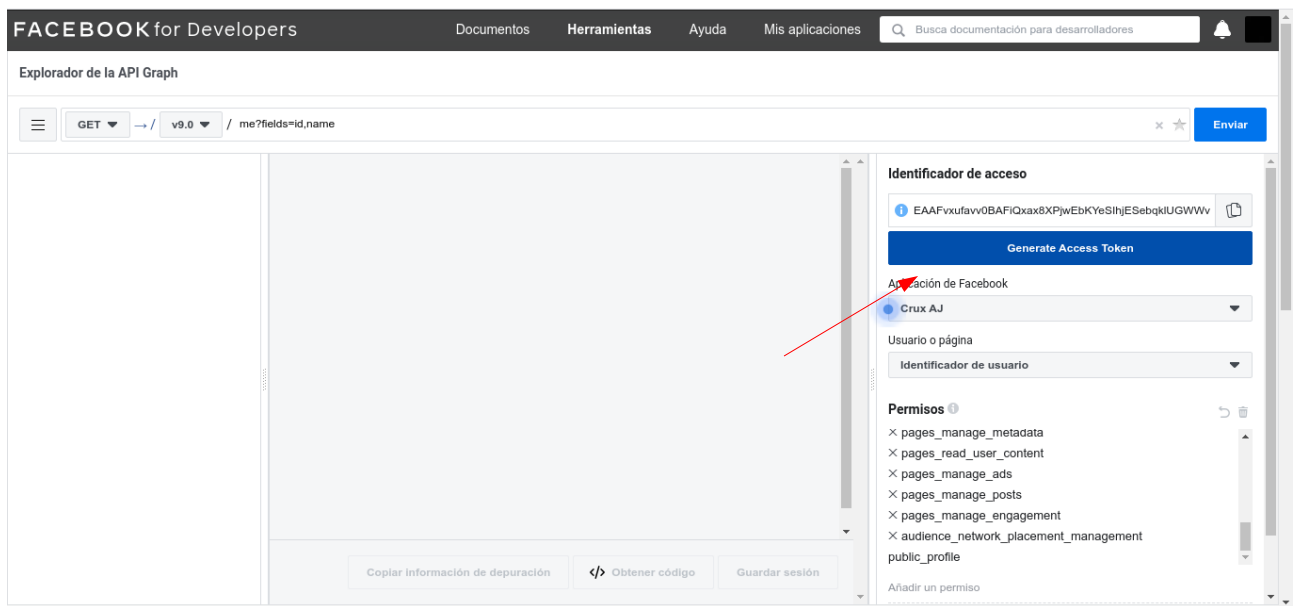 FACEBOOK for Developers
Documentos
Herramientas
Ayuda
Mis aplicaciones
Busca documentación para desarrolladores
Explorador de la API Graph
GET
→ /
v9.0
/ me?fields=id,name
Enviar
Identificador de acceso
EAAFvxufavv0BAFiQxax8XPjwEbKYeSIhjESebqklUGWWv
Generate Access Token
Aplicación de Facebook
Crux AJ
Usuario o página
Identificador de usuario
Permisos
pages_manage_metadata
pages_read_user_content
pages_manage_ads
pages_manage_posts
pages_manage_engagement
audience_network_placement_management
public_profile
Añadir un permiso
Copiar información de depuración
</> Obtener código
Guardar sesión